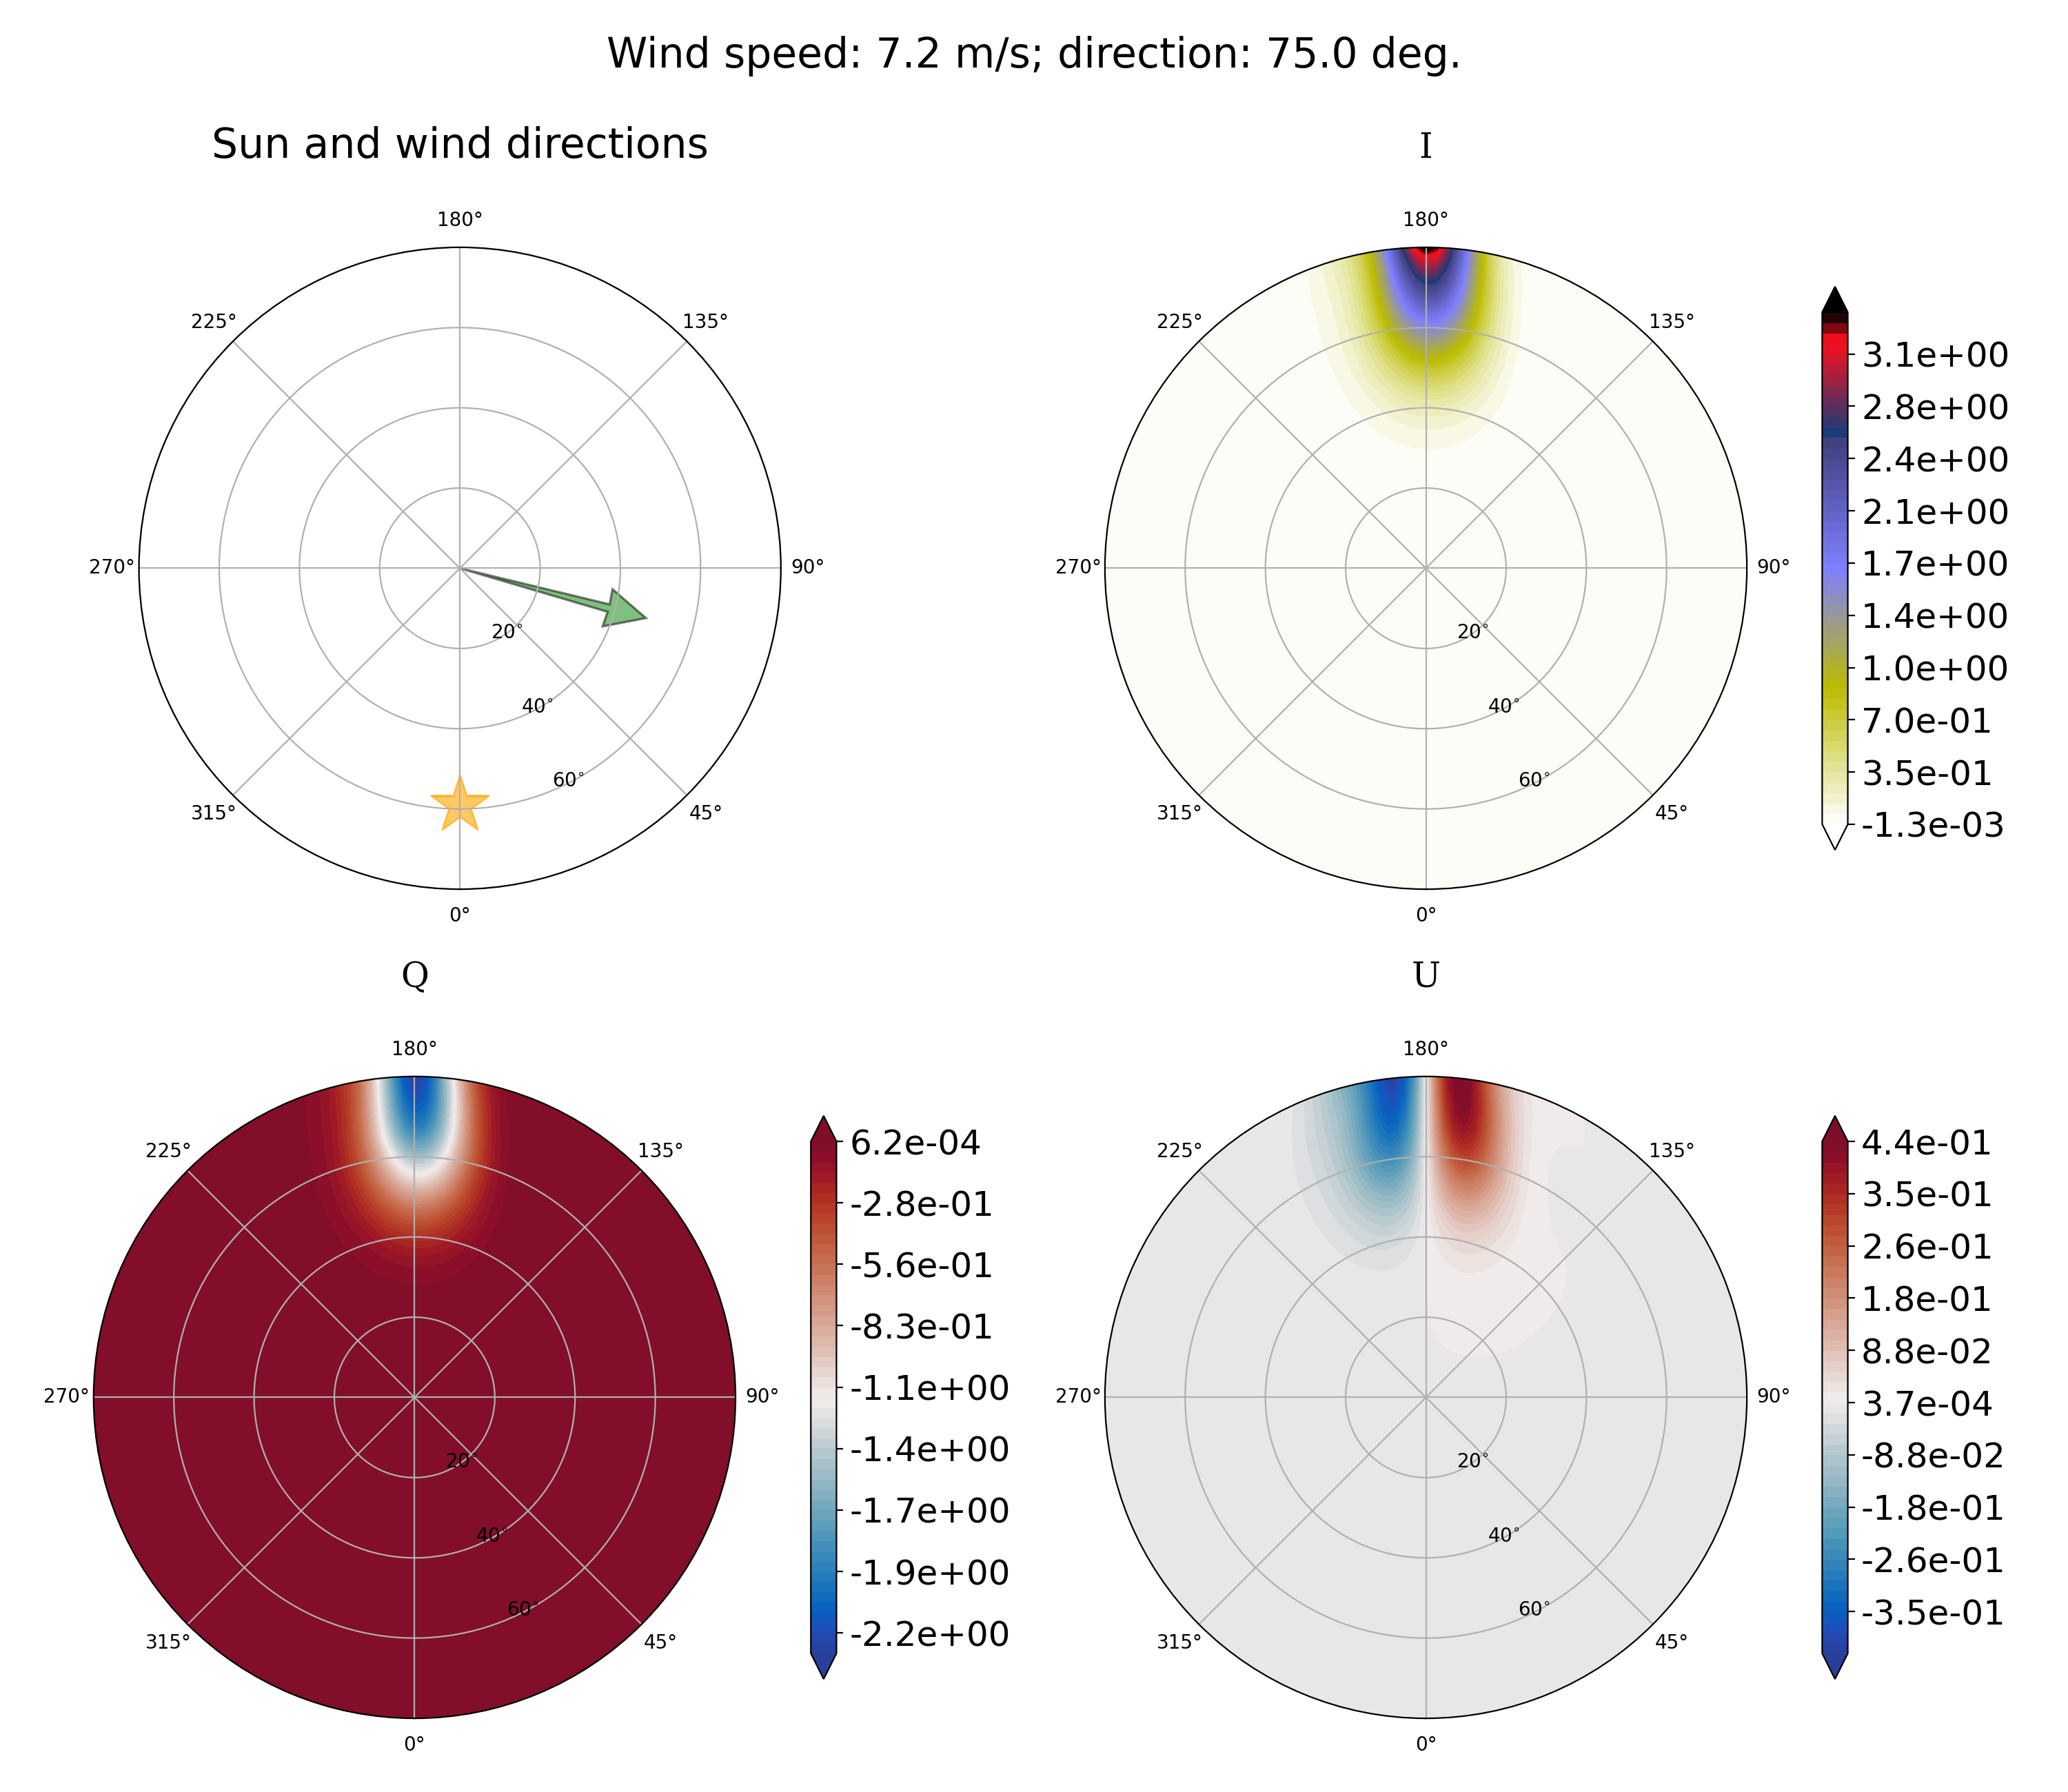 Wind speed: 7.2 m/s; direction: 75.0 deg.
Sun and wind directions
180°
225°
135°
270°
90°
20°
40°
60°
315°
45°
0°
I
180°
225°
135°
270°
90°
20°
40°
60°
315°
45°
0°
3.1e+00
2.8e+00
2.4e+00
2.1e+00
1.7e+00
1.4e+00
1.0e+00
7.0e-01
3.5e-01
-1.3e-03
Q
180°
225°
135°
270°
90°
20°
40°
60°
315°
45°
0°
6.2e-04
-2.8e-01
-5.6e-01
-8.3e-01
-1.1e+00
-1.4e+00
-1.7e+00
-1.9e+00
-2.2e+00
U
180°
225°
135°
270°
90°
20°
40°
60°
315°
45°
0°
4.4e-01
3.5e-01
2.6e-01
1.8e-01
8.8e-02
3.7e-04
-8.8e-02
-1.8e-01
-2.6e-01
-3.5e-01